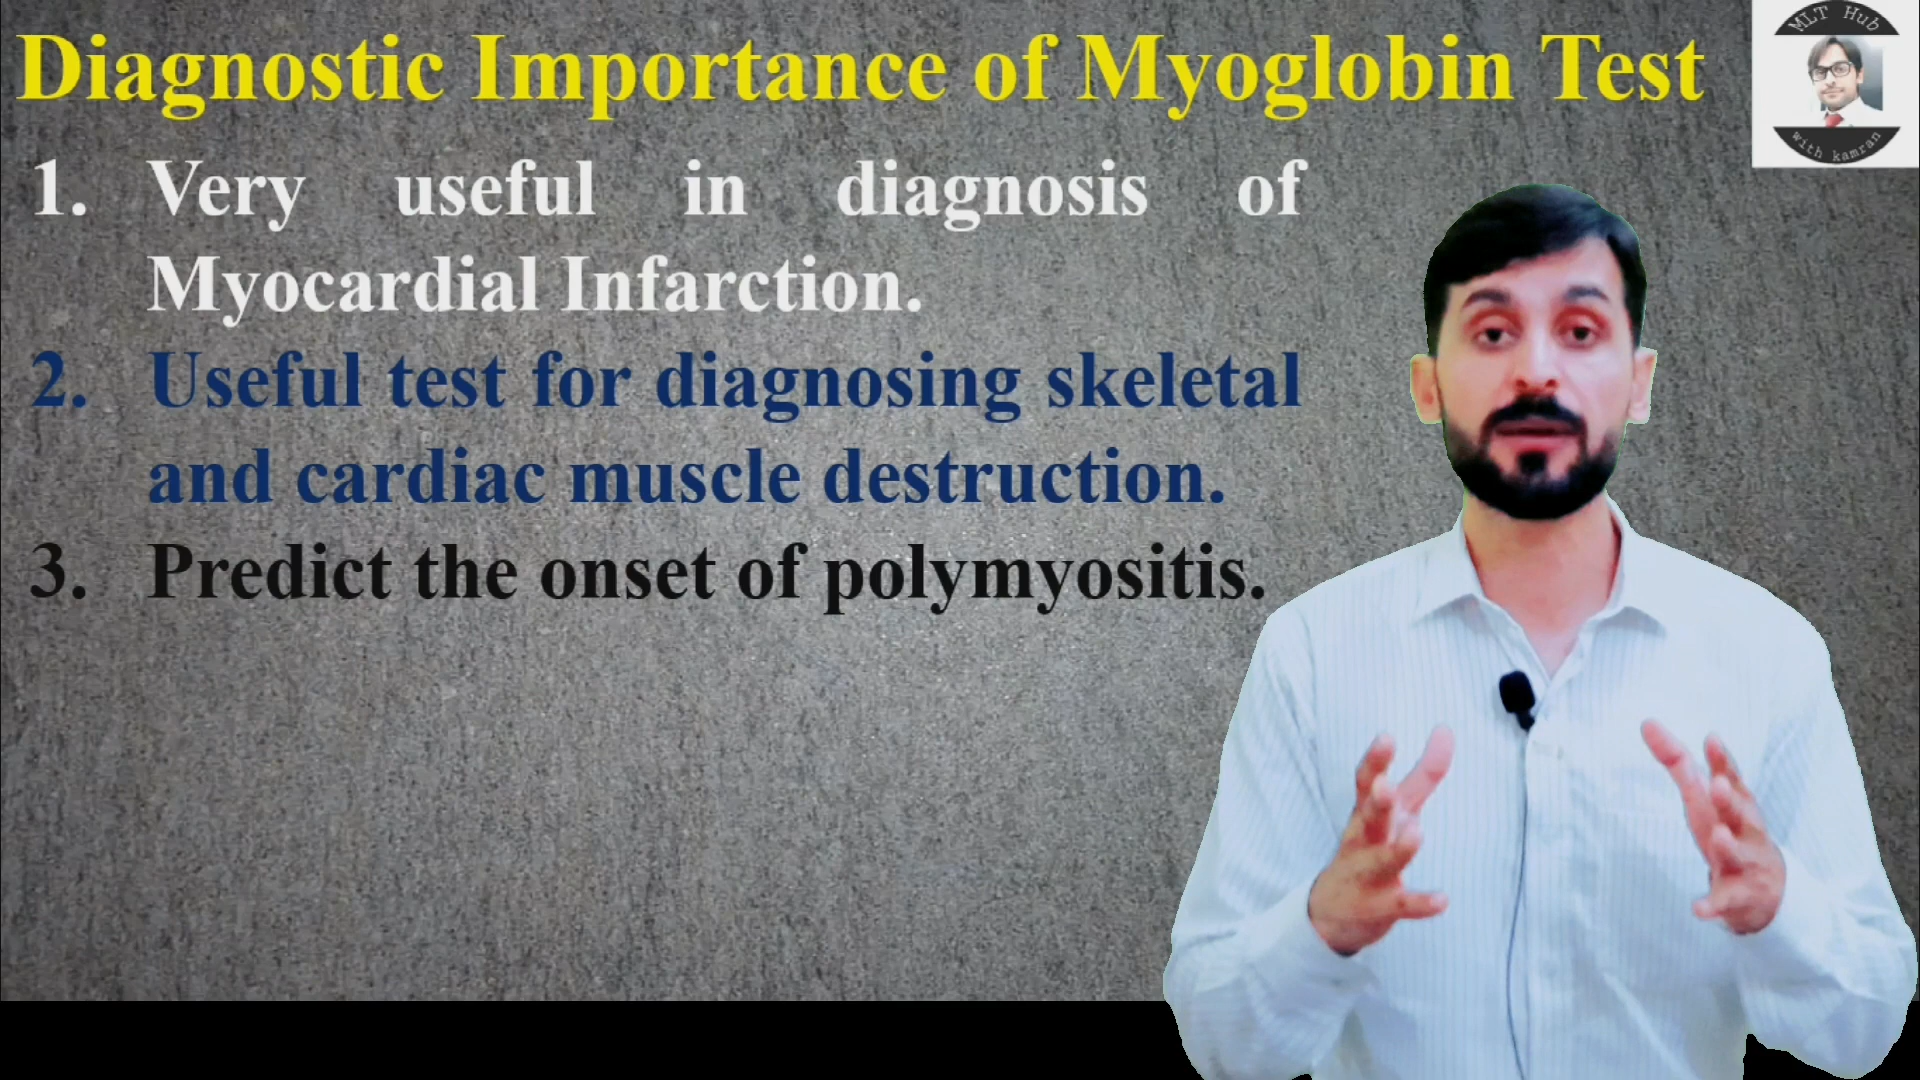 Diagnostic Importance of Myoglobin Test
MLT Hub
with kamran
1. Very useful in diagnosis of
Myocardial Infarction.
2. Useful test for diagnosing skeletal
and cardiac muscle destruction.
3. Predict the onset of polymyositis.